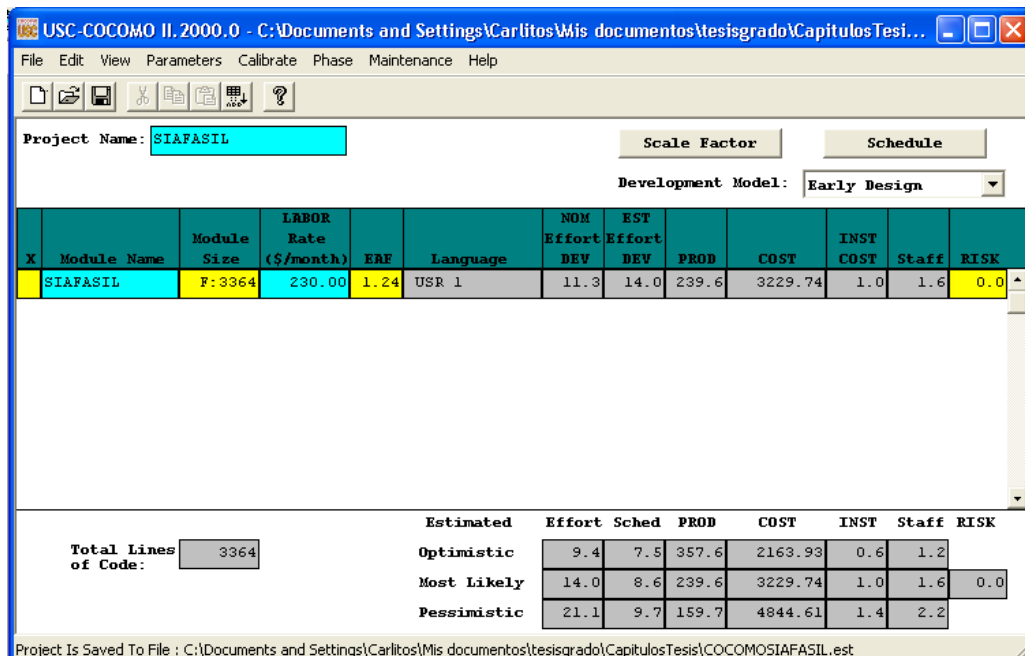 USC-COCOMO II.2000.0 - C:\Documents and Settings\Carlitos\Mis documentos\tesisgrado\CapitulosTesi...
File Edit View Parameters Calibrate Phase Maintenance Help
Project Name: SIAFASIL
Scale Factor Schedule
Development Model: Early Design
X Module Name Module Size LABOR Rate ($/month) EAF Language NOM Effort DEV EST Effort DEV PROD COST INST COST Staff RISK
SIAFASIL F:3364 230.00 1.24 USR 1 11.3 14.0 239.6 3229.74 1.0 1.6 0.0
Estimated Effort Sched PROD COST INST Staff RISK
Total Lines of Code: 3364
Optimistic 9.4 7.5 357.6 2163.93 0.6 1.2
Most Likely 14.0 8.6 239.6 3229.74 1.0 1.6 0.0
Pessimistic 21.1 9.7 159.7 4844.61 1.4 2.2
Project Is Saved To File : C:\Documents and Settings\Carlitos\Mis documentos\tesisgrado\CapitulosTesis\COCOMOSIAFASIL.est